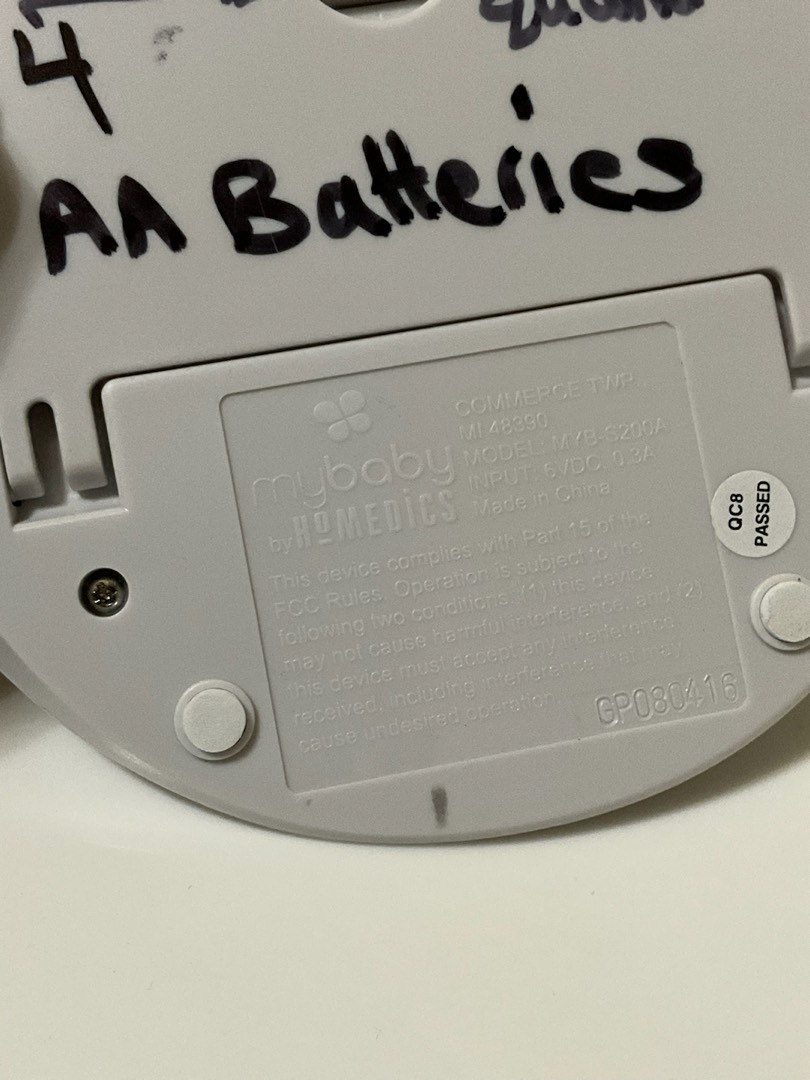 4
AA Batteries
COMMERCE TWP.
MI 48390
MODEL: MYB-S200A
INPUT: 6VDC, 0.3A
Made in China
mybaby
by HoMEDiCS
This device complies with Part 15 of the
FCC Rules. Operation is subject to the
following two conditions: (1) this device
may not cause harmful interference, and (2)
this device must accept any interference
received, including interference that may
cause undesired operation.
GP080416
QC8
PASSED